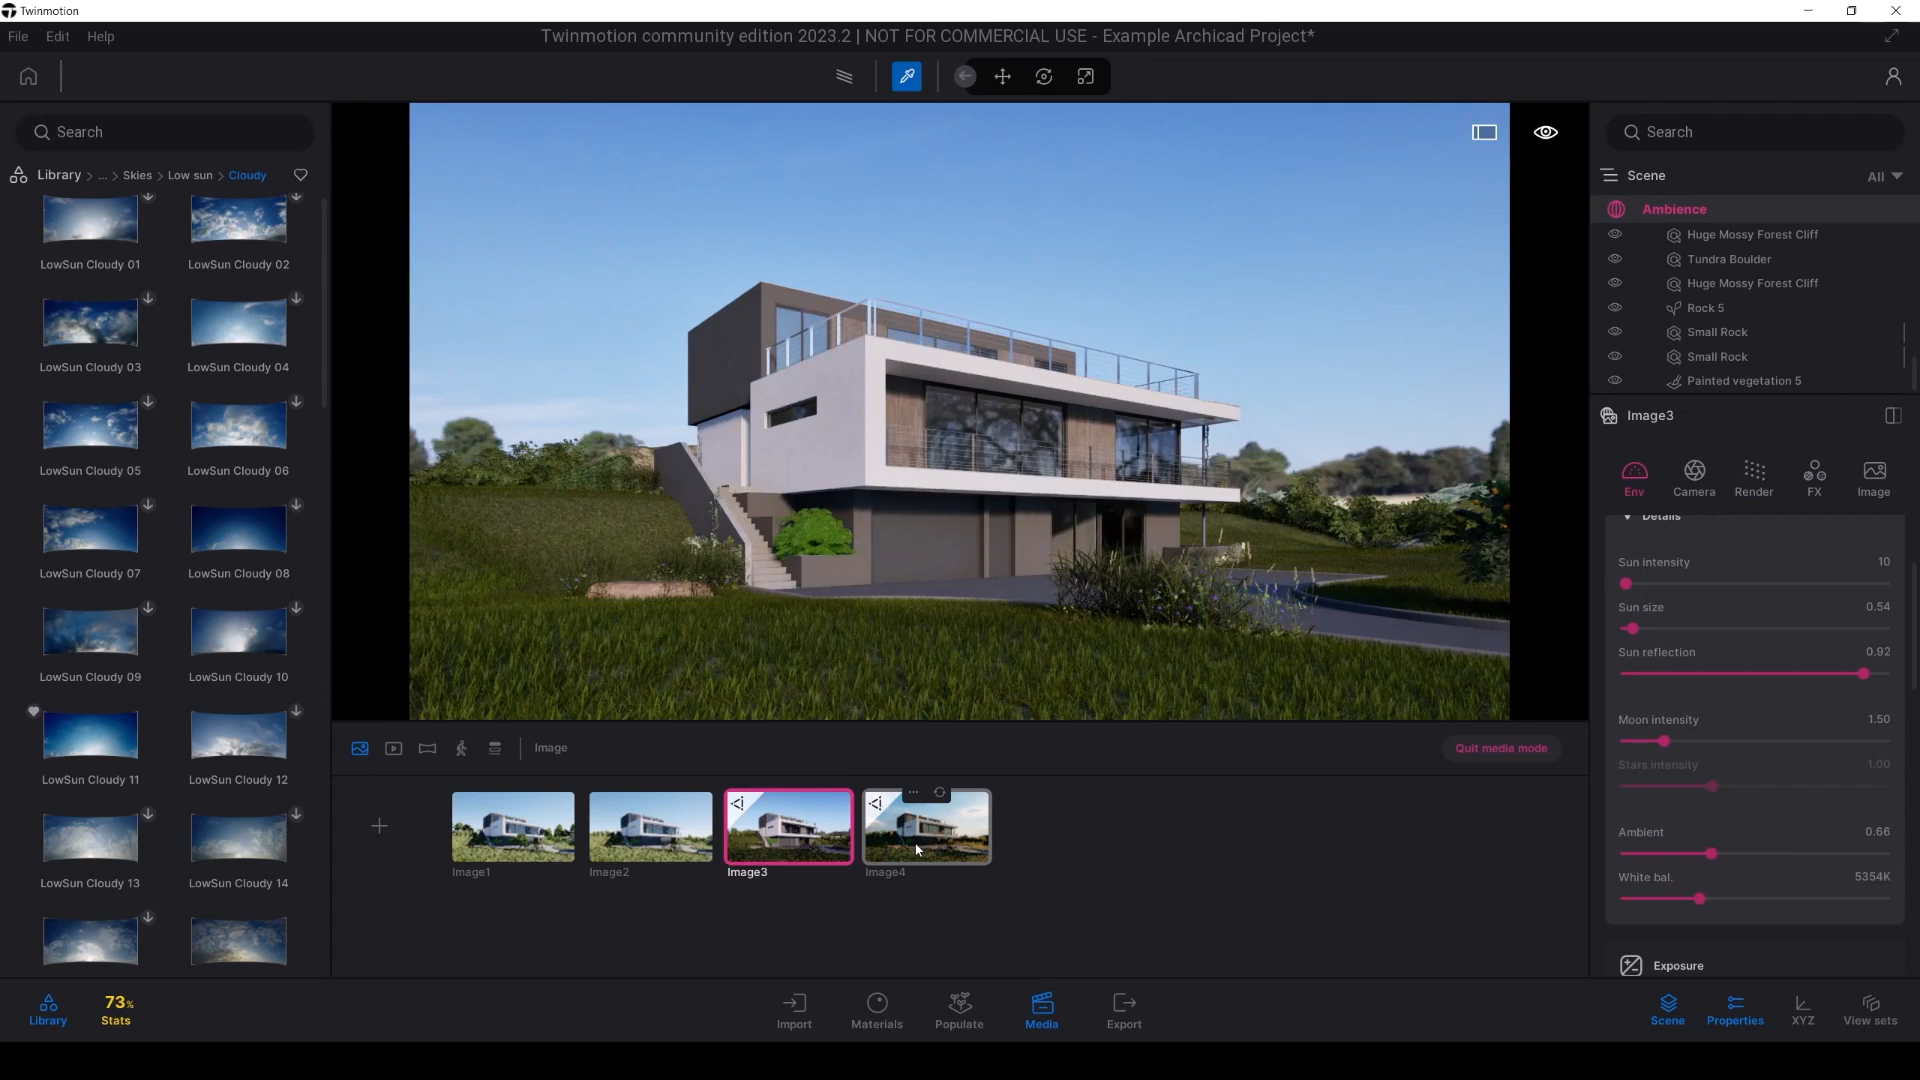 Twinmotion
File Edit Help
Twinmotion community edition 2023.2 | NOT FOR COMMERCIAL USE - Example Archicad Project*
Search
Library > ... > Skies > Low sun > Cloudy
LowSun Cloudy 01
LowSun Cloudy 02
LowSun Cloudy 03
LowSun Cloudy 04
LowSun Cloudy 05
LowSun Cloudy 06
LowSun Cloudy 07
LowSun Cloudy 08
LowSun Cloudy 09
LowSun Cloudy 10
LowSun Cloudy 11
LowSun Cloudy 12
LowSun Cloudy 13
LowSun Cloudy 14
Image
Quit media mode
Image1
Image2
Image3
Image4
Search
Scene All
Ambience
Huge Mossy Forest Cliff
Tundra Boulder
Huge Mossy Forest Cliff
Rock 5
Small Rock
Small Rock
Painted vegetation 5
Image3
Env Camera Render FX Image
Details
Sun intensity 10
Sun size 0.54
Sun reflection 0.92
Moon intensity 1.50
Stars intensity 1.00
Ambient 0.66
White bal. 5354K
Exposure
Library
73%
Stats
Import
Materials
Populate
Media
Export
Scene
Properties
XYZ
View sets